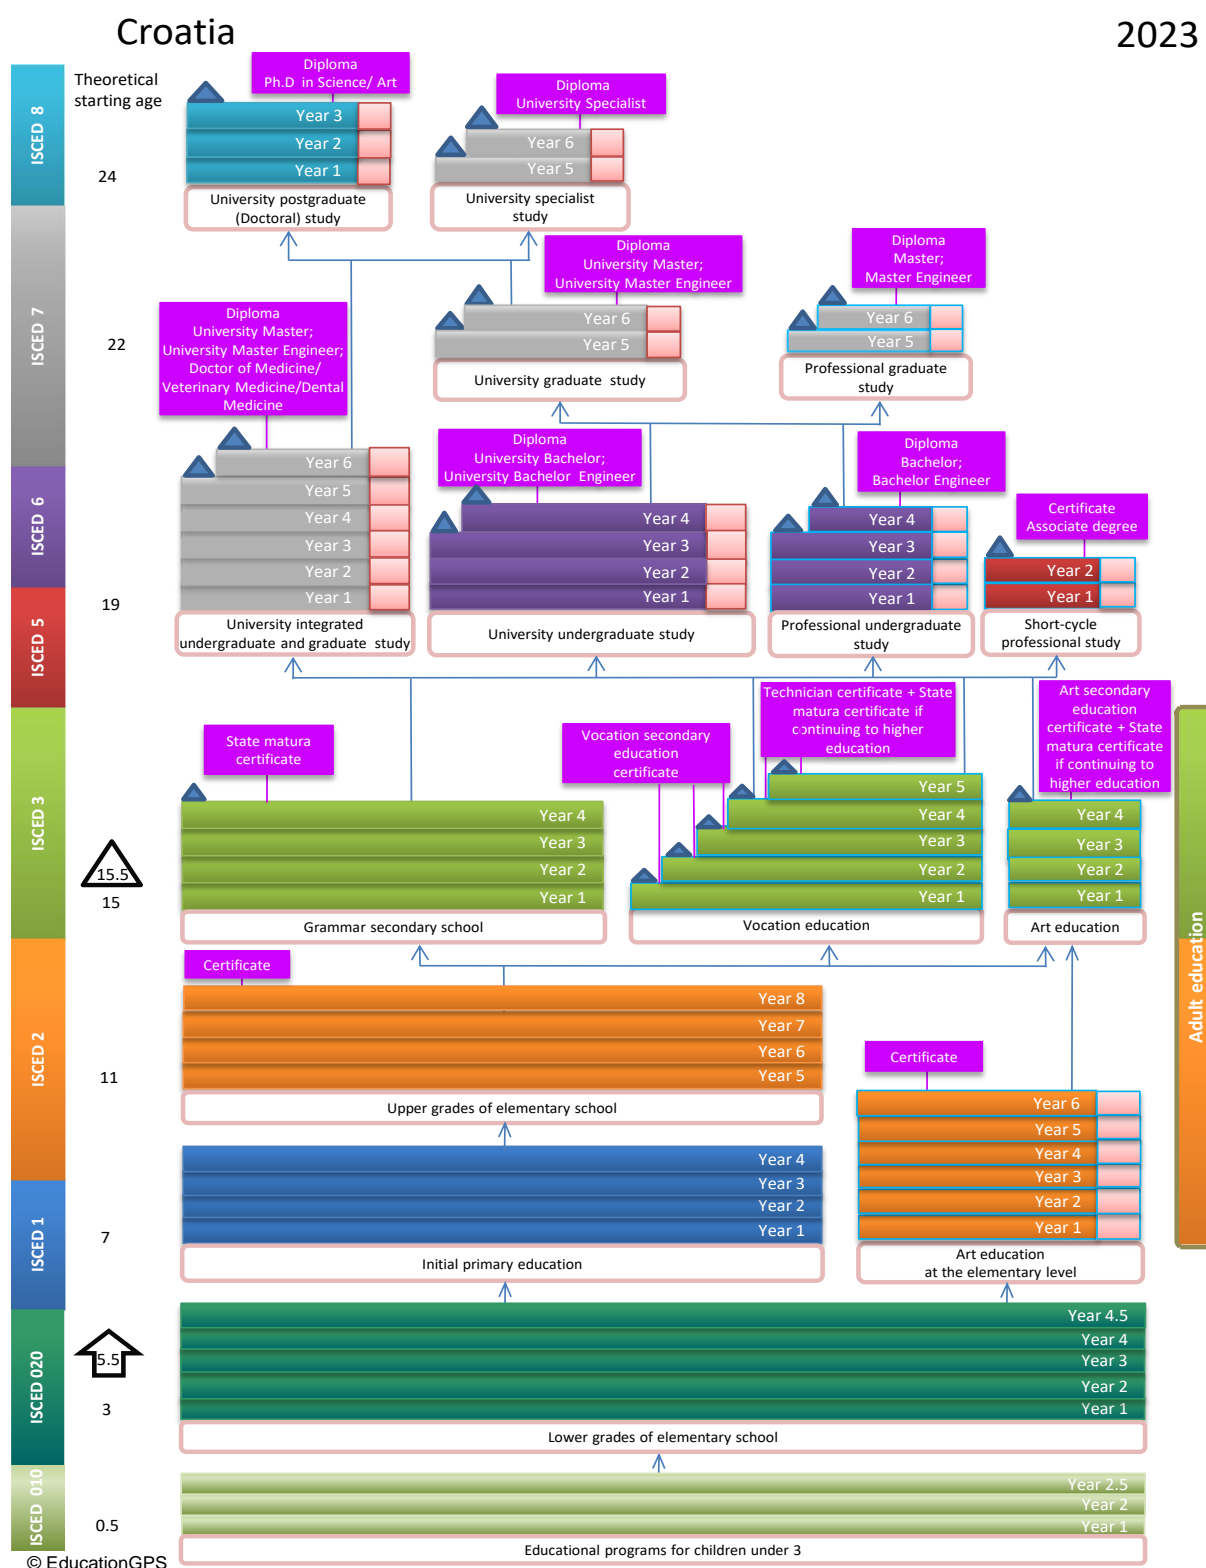 Croatia
2023
Theoretical
starting age
ISCED 8
24
Diploma
Ph.D in Science/ Art
Year 3
Year 2
Year 1
University postgraduate
(Doctoral) study
Diploma
University Specialist
Year 6
Year 5
University specialist
study
ISCED 7
22
Diploma
University Master;
University Master Engineer;
Doctor of Medicine/
Veterinary Medicine/Dental
Medicine
Diploma
University Master;
University Master Engineer
Year 6
Year 5
University graduate study
Diploma
Master;
Master Engineer
Year 6
Year 5
Professional graduate
study
ISCED 6
ISCED 5
19
Year 6
Year 5
Year 4
Year 3
Year 2
Year 1
University integrated
undergraduate and graduate study
Diploma
University Bachelor;
University Bachelor Engineer
Year 4
Year 3
Year 2
Year 1
University undergraduate study
Diploma
Bachelor;
Bachelor Engineer
Year 4
Year 3
Year 2
Year 1
Professional undergraduate
study
Certificate
Associate degree
Year 2
Year 1
Short-cycle
professional study
ISCED 3
15.5
15
State matura
certificate
Year 4
Year 3
Year 2
Year 1
Grammar secondary school
Vocation secondary
education
certificate
Technician certificate + State
matura certificate if
continuing to higher
education
Year 5
Year 4
Year 3
Year 2
Year 1
Vocation education
Art secondary
education
certificate + State
matura certificate
if continuing to
higher education
Year 4
Year 3
Year 2
Year 1
Art education
Adult education
ISCED 2
11
Certificate
Year 8
Year 7
Year 6
Year 5
Upper grades of elementary school
Certificate
Year 6
Year 5
Year 4
Year 3
Year 2
Year 1
Art education
at the elementary level
ISCED 1
7
Year 4
Year 3
Year 2
Year 1
Initial primary education
ISCED 020
5.5
3
Year 4.5
Year 4
Year 3
Year 2
Year 1
Lower grades of elementary school
ISCED 010
0.5
Year 2.5
Year 2
Year 1
Educational programs for children under 3
© EducationGPS